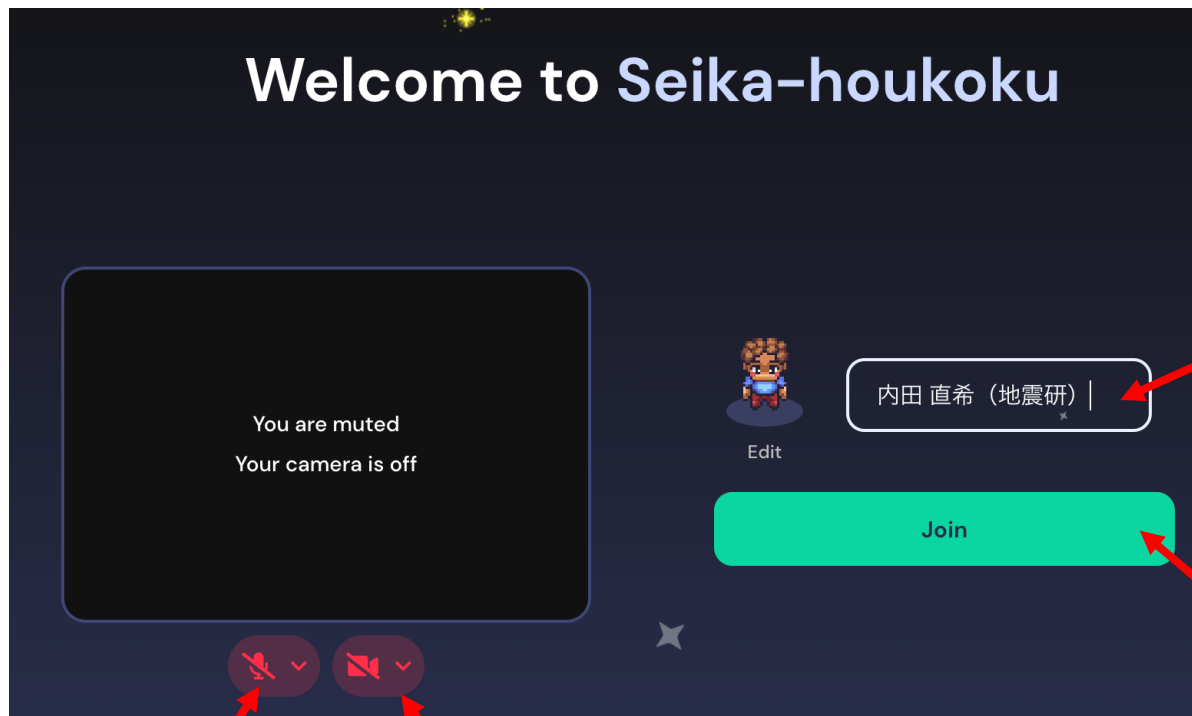 Welcome to Seika-houkoku
You are muted
Your camera is off
内田 直希（地震研）
Edit
Join